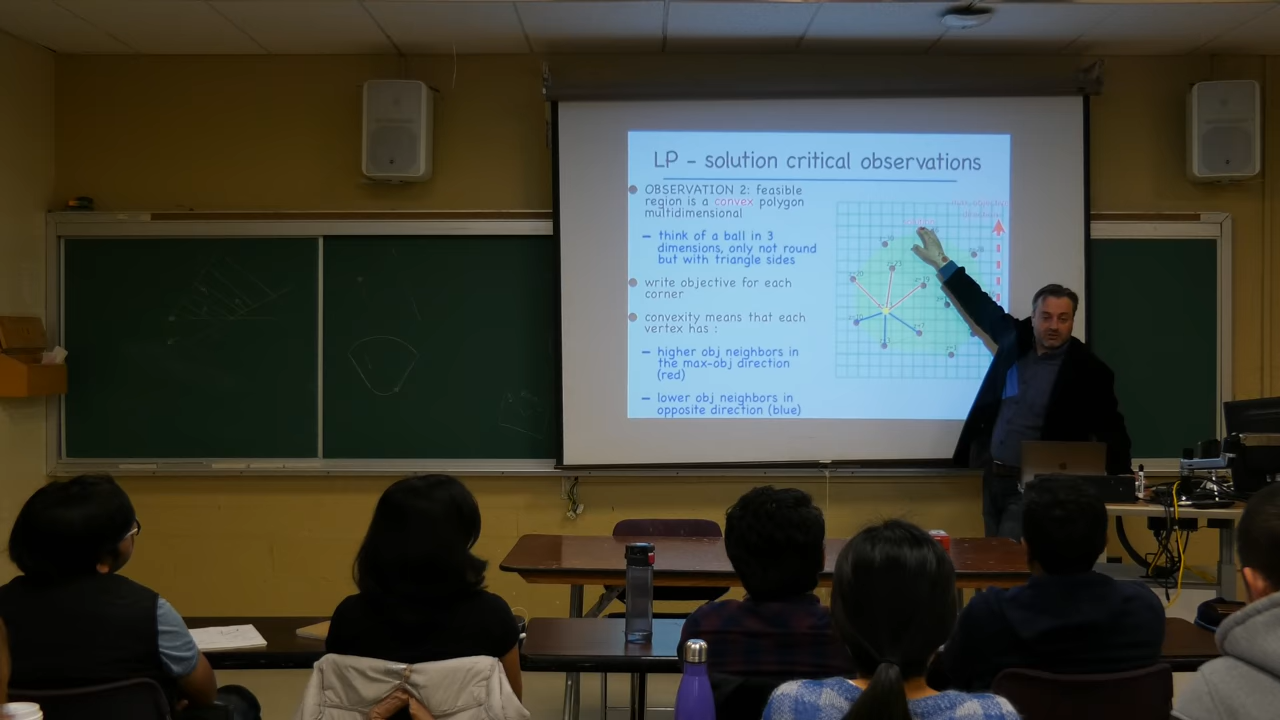 LP - solution critical observations
OBSERVATION 2: feasible
region is a convex polygon
multidimensional
– think of a ball in 3
dimensions, only not round
but with triangle sides
write objective for each
corner
convexity means that each
vertex has :
– higher obj neighbors in
the max-obj direction
(red)
– lower obj neighbors in
opposite direction (blue)